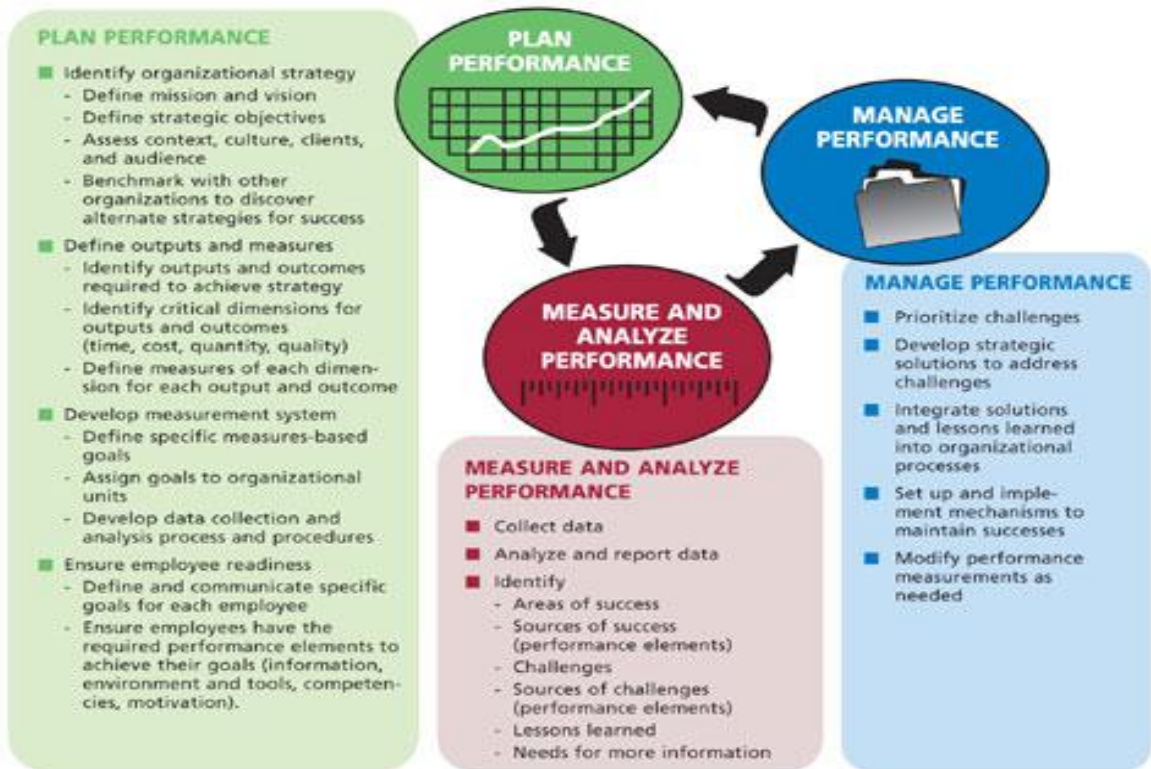 PLAN PERFORMANCE
Identify organizational strategy
- Define mission and vision
- Define strategic objectives
- Assess context, culture, clients,
and audience
- Benchmark with other
organizations to discover
alternate strategies for success
Define outputs and measures
- Identify outputs and outcomes
required to achieve strategy
- Identify critical dimensions for
outputs and outcomes
(time, cost, quantity, quality)
- Define measures of each dimen-
sion for each output and outcome
Develop measurement system
- Define specific measures-based
goals
- Assign goals to organizational
units
- Develop data collection and
analysis process and procedures
Ensure employee readiness
- Define and communicate specific
goals for each employee
- Ensure employees have the
required performance elements to
achieve their goals (information,
environment and tools, competen-
cies, motivation).
PLAN
PERFORMANCE
MANAGE
PERFORMANCE
MEASURE AND
ANALYZE
PERFORMANCE
MEASURE AND ANALYZE
PERFORMANCE
Collect data
Analyze and report data
Identify
- Areas of success
- Sources of success
(performance elements)
- Challenges
- Sources of challenges
(performance elements)
- Lessons learned
- Needs for more information
MANAGE PERFORMANCE
Prioritize challenges
Develop strategic
solutions to address
challenges
Integrate solutions
and lessons learned
into organizational
processes
Set up and imple-
ment mechanisms to
maintain successes
Modify performance
measurements as
needed